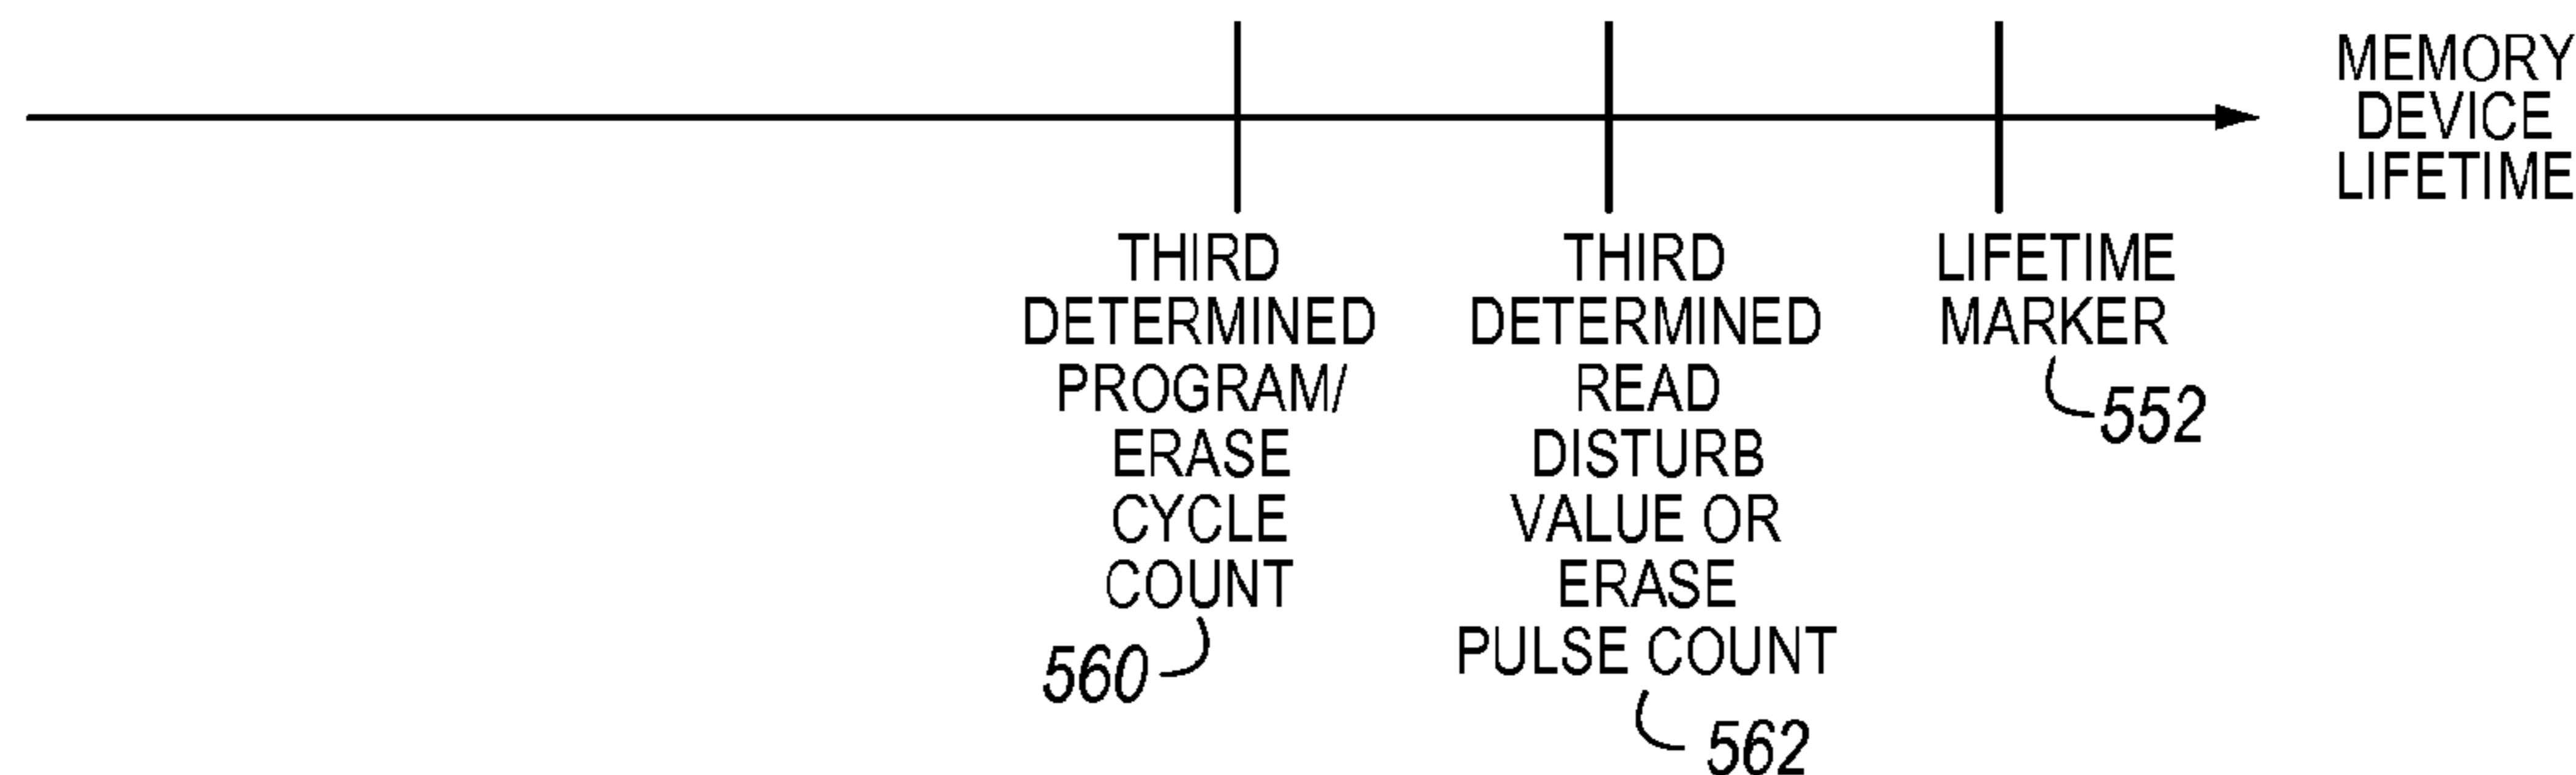 MEMORY
DEVICE
LIFETIME
THIRD
DETERMINED
PROGRAM/
ERASE
CYCLE
COUNT
560
THIRD
DETERMINED
READ
DISTURB
VALUE OR
ERASE
PULSE COUNT
562
LIFETIME
MARKER
552